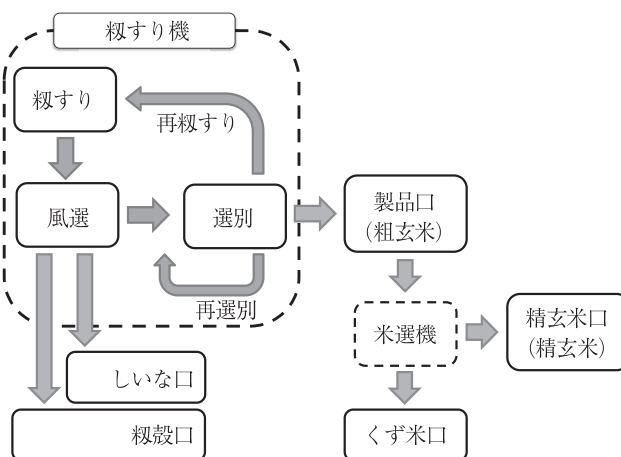 籾すり機
籾すり
再籾すり
風選
選別
再選別
製品口
(粗玄米)
米選機
精玄米口
(精玄米)
しいな口
籾殻口
くず米口